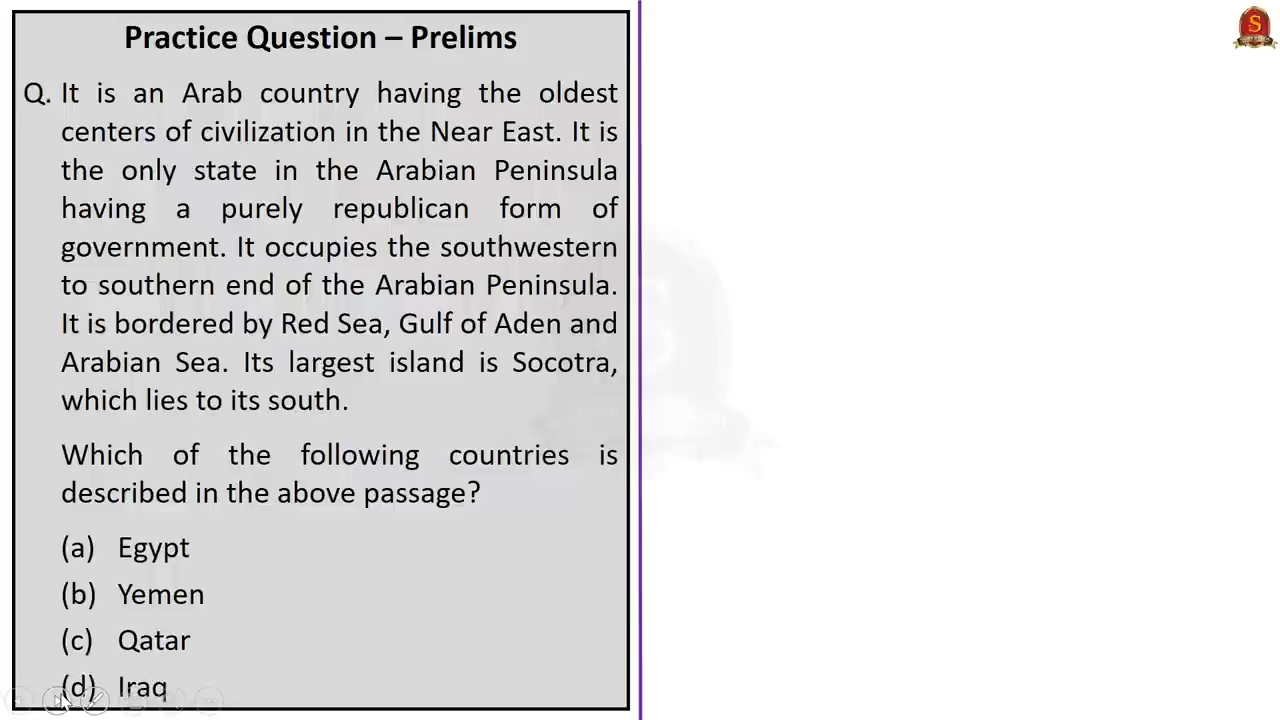 Practice Question – Prelims
Q. It is an Arab country having the oldest
centers of civilization in the Near East. It is
the only state in the Arabian Peninsula
having a purely republican form of
government. It occupies the southwestern
to southern end of the Arabian Peninsula.
It is bordered by Red Sea, Gulf of Aden and
Arabian Sea. Its largest island is Socotra,
which lies to its south.
Which of the following countries is
described in the above passage?
(a) Egypt
(b) Yemen
(c) Qatar
(d) Iraq
S